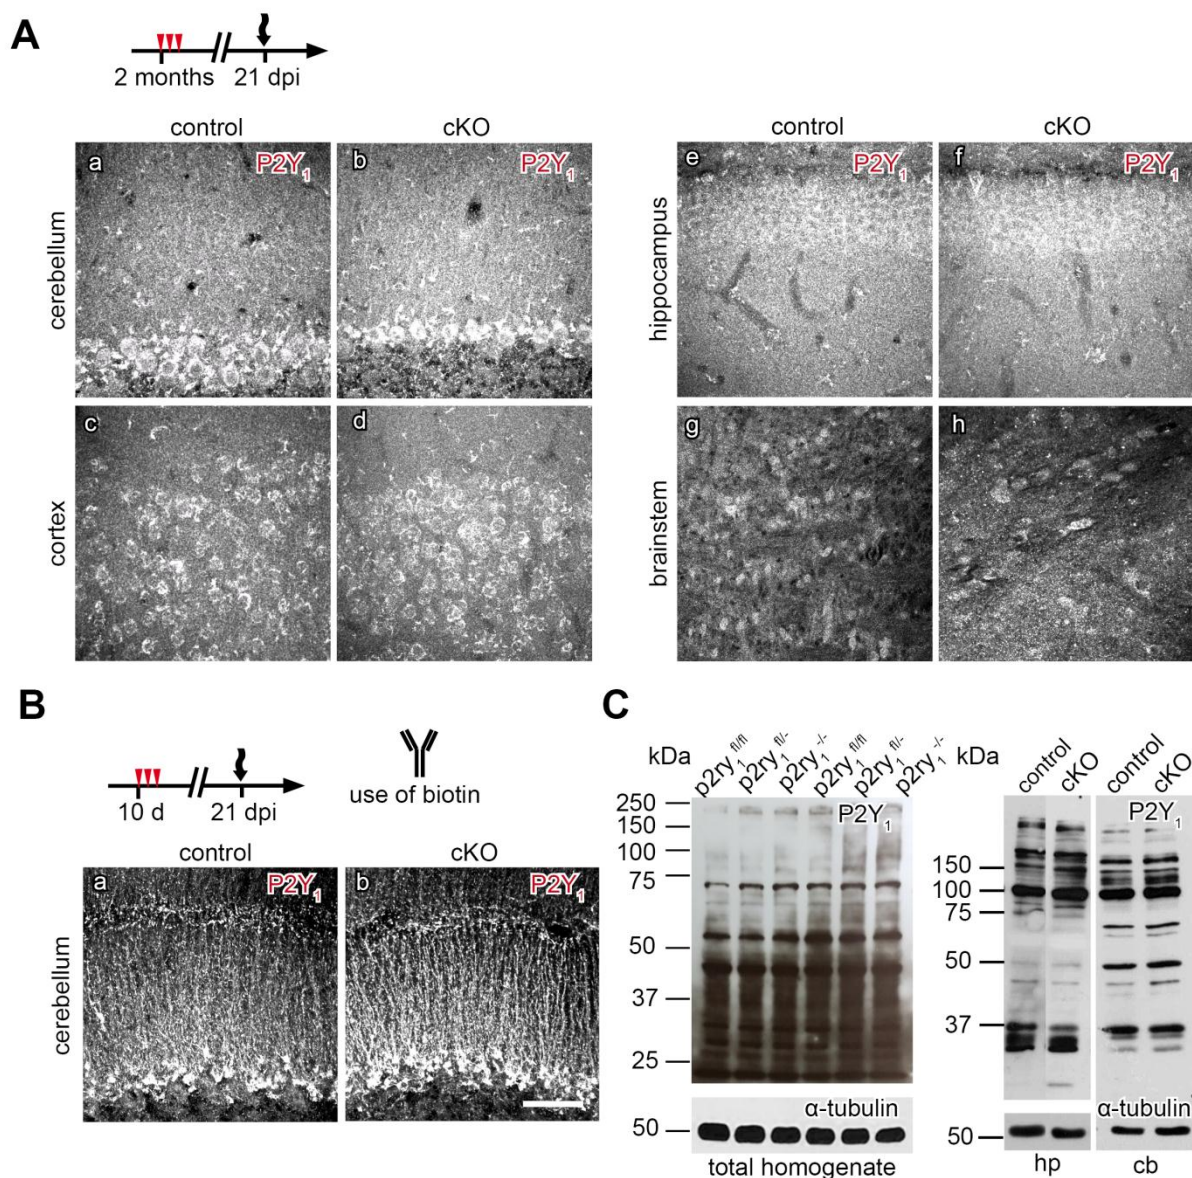 A
2 months 21 dpi
control cKO
a P2Y1 b P2Y1
cerebellum
c d
cortex
control cKO
e P2Y1 f P2Y1
hippocampus
g h
brainstem
B
10 d 21 dpi
use of biotin
control cKO
a P2Y1 b P2Y1
cerebellum
C
kDa p2ry1fl/fl p2ry1fl/- p2ry1-/- p2ry1fl/fl p2ry1fl/- p2ry1-/-
P2Y1
250
150
100
75
50
37
25
α-tubulin
50
total homogenate
kDa control cKO control cKO
P2Y1
150
100
75
50
37
α-tubulin
50
hp cb